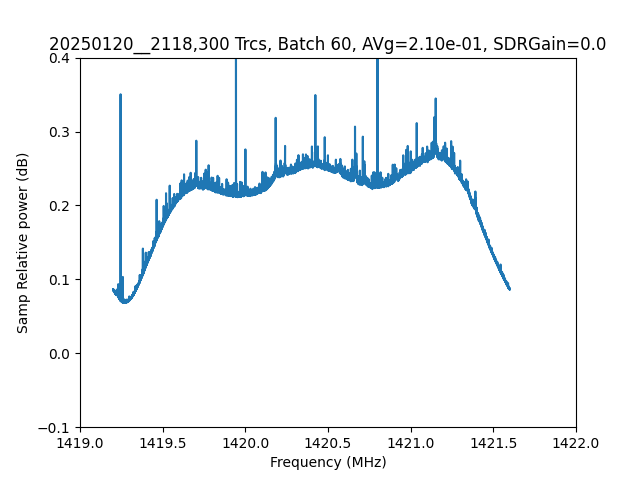 20250120__2118,300 Trcs, Batch 60, AVg=2.10e-01, SDRGain=0.0
0.4
0.3
0.2
0.1
0.0
−0.1
Samp Relative power (dB)
1419.0 1419.5 1420.0 1420.5 1421.0 1421.5 1422.0
Frequency (MHz)